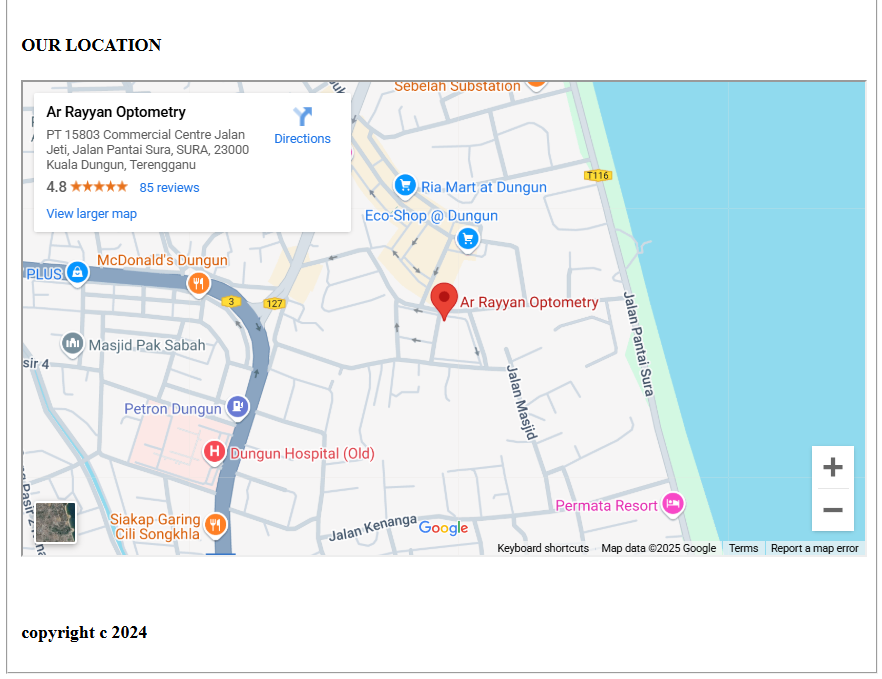 OUR LOCATION
Ar Rayyan Optometry
PT 15803 Commercial Centre Jalan
Jeti, Jalan Pantai Sura, SURA, 23000
Kuala Dungun, Terengganu
4.8 ★★★★★ 85 reviews
View larger map
Directions
Sebelah Substation
T116
Ria Mart at Dungun
Eco-Shop @ Dungun
McDonald's Dungun
PLUS
3
127
Ar Rayyan Optometry
Jalan Pantai Sura
Masjid Pak Sabah
sir 4
Jalan Masjid
Petron Dungun
H
Dungun Hospital (Old)
Permata Resort
Siakap Garing
Cili Songkhla
Jalan Kenanga
Google
+
−
Keyboard shortcuts
Map data ©2025 Google
Terms
Report a map error
copyright c 2024